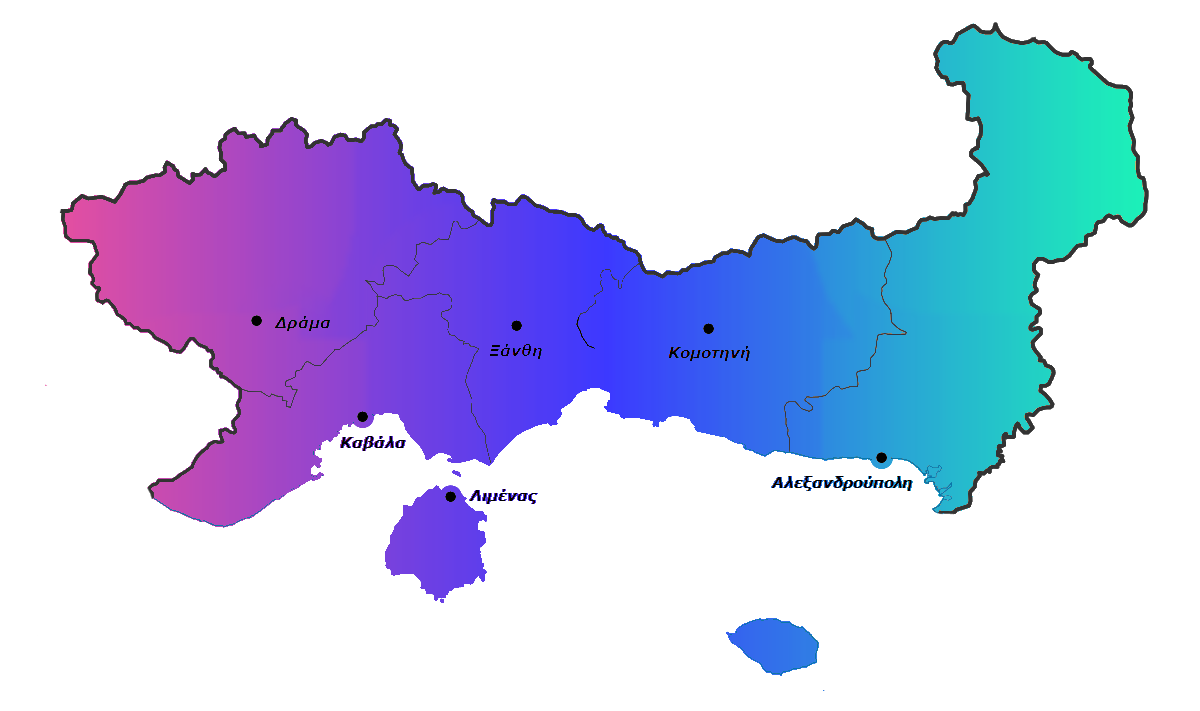 Δράμα
Ξάνθη
Κομοτηνή
Καβάλα
Αλεξανδρούπολη
Λιμένας